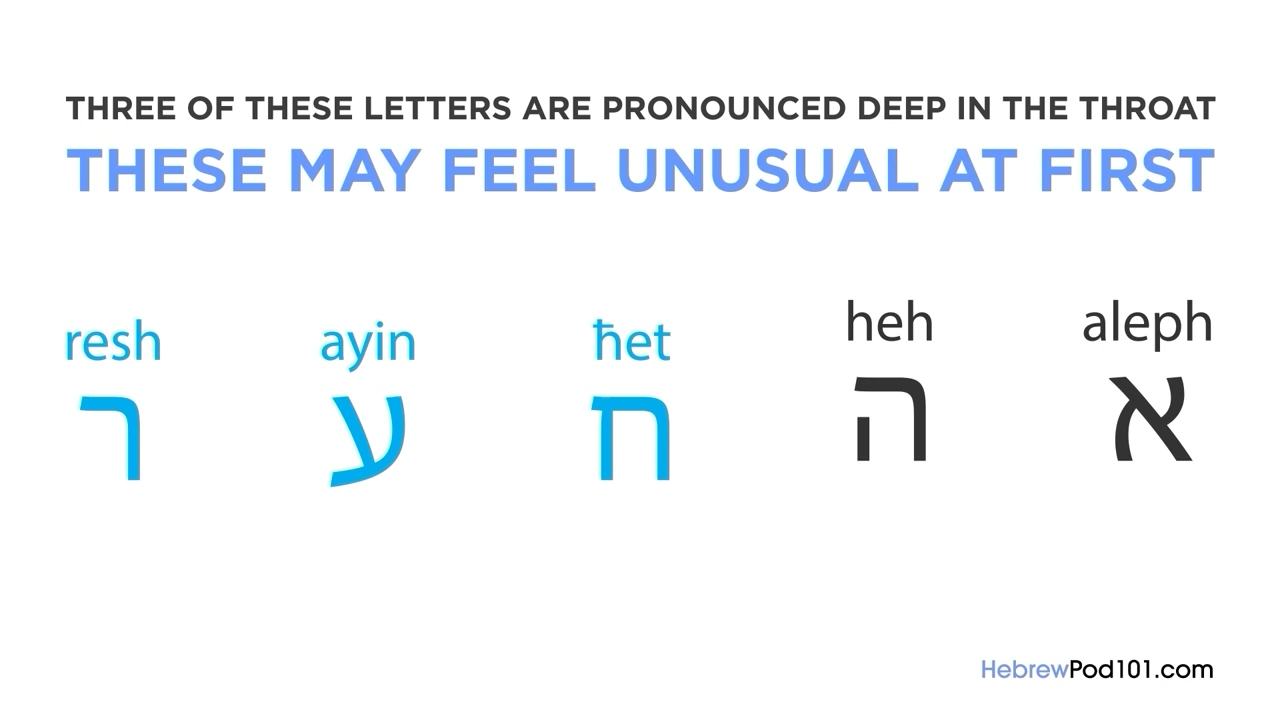 THREE OF THESE LETTERS ARE PRONOUNCED DEEP IN THE THROAT
THESE MAY FEEL UNUSUAL AT FIRST
resh ayin ħet heh aleph
ר ע ח ה א
HebrewPod101.com